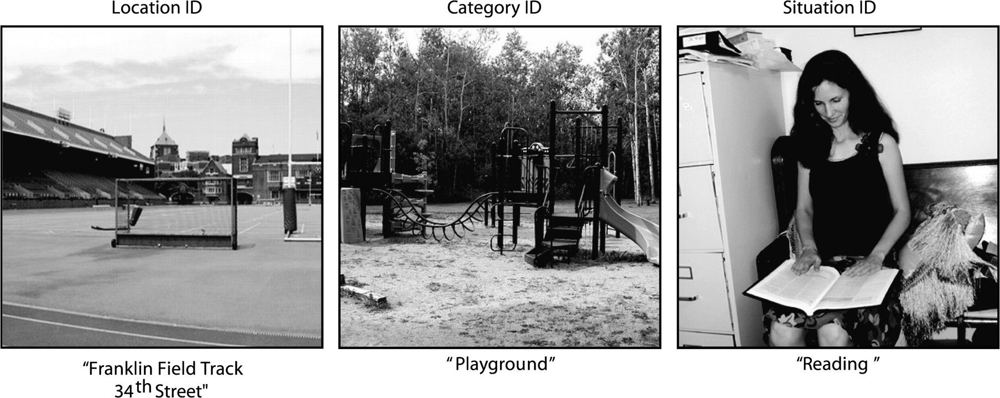 Location ID
Category ID
Situation ID
“Franklin Field Track
34th Street"
“Playground”
“Reading ”